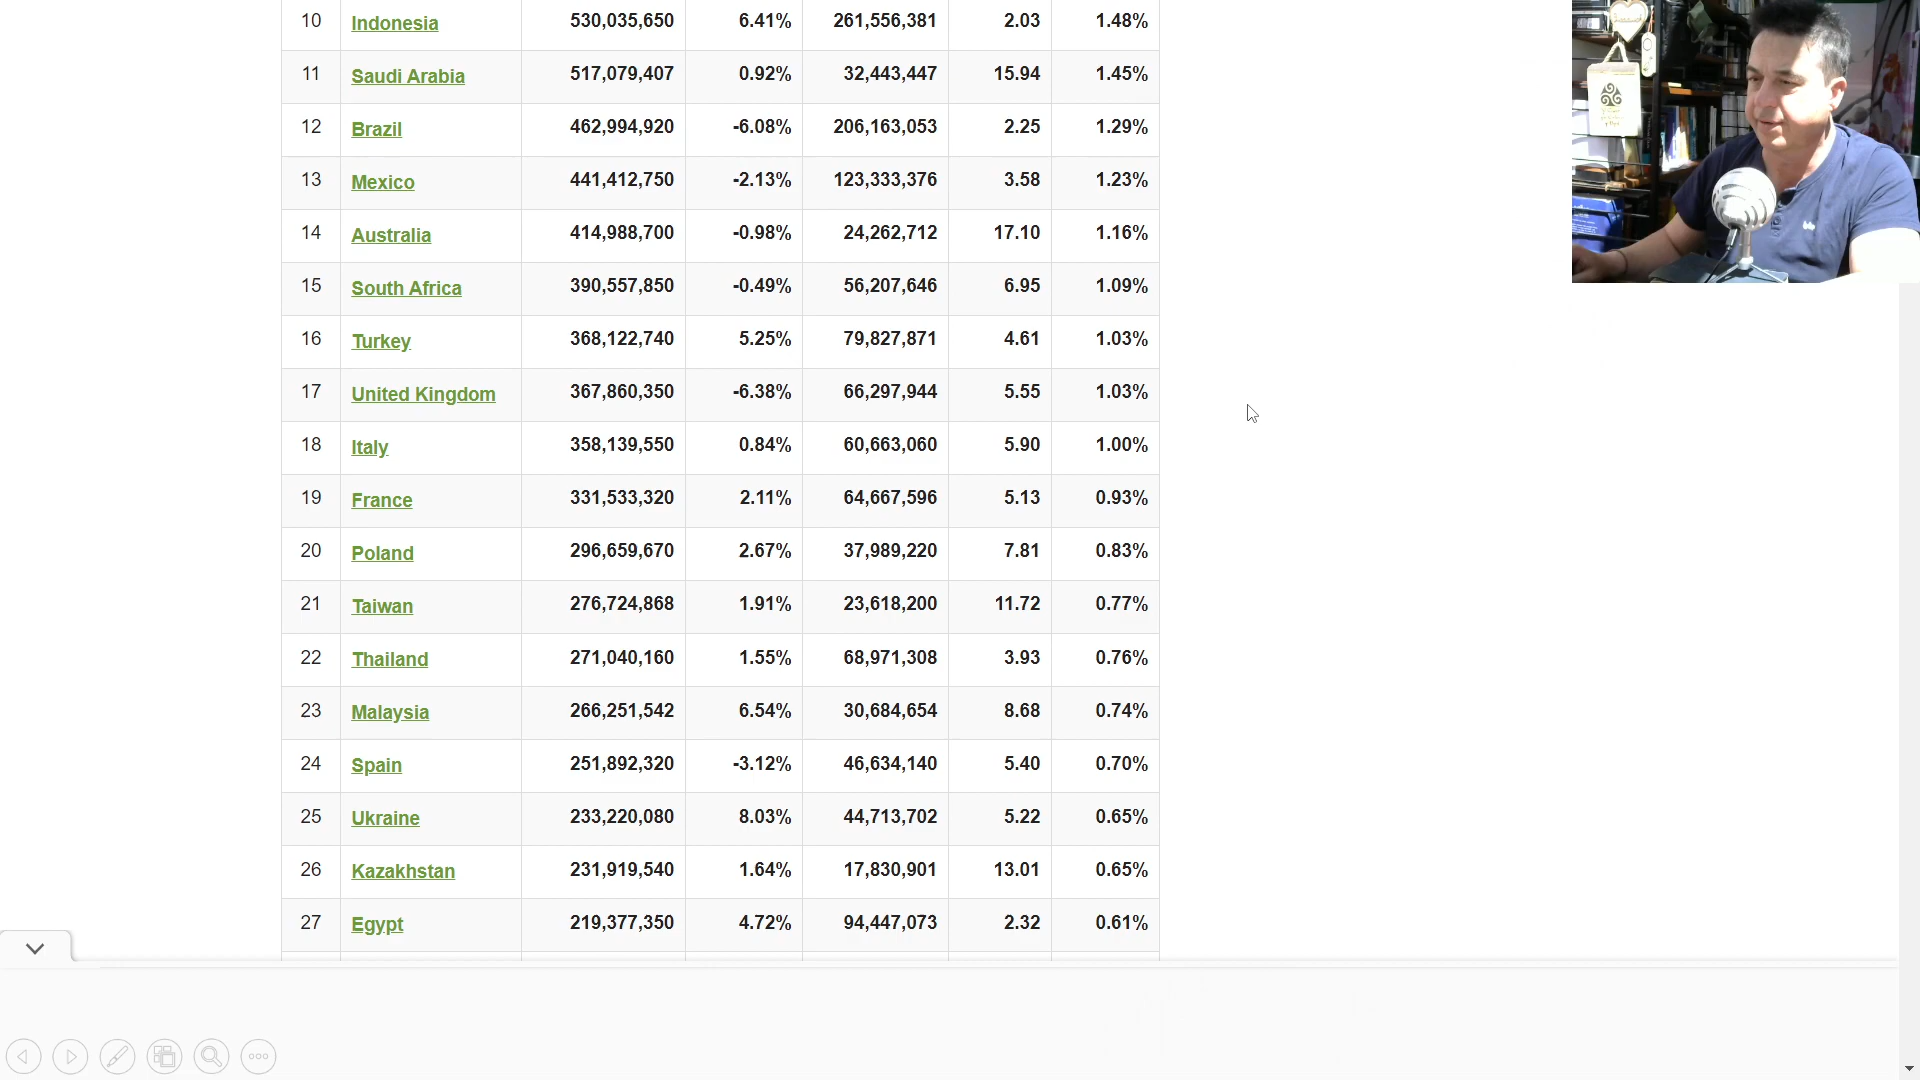 10 Indonesia 530,035,650 6.41% 261,556,381 2.03 1.48%
11 Saudi Arabia 517,079,407 0.92% 32,443,447 15.94 1.45%
12 Brazil 462,994,920 -6.08% 206,163,053 2.25 1.29%
13 Mexico 441,412,750 -2.13% 123,333,376 3.58 1.23%
14 Australia 414,988,700 -0.98% 24,262,712 17.10 1.16%
15 South Africa 390,557,850 -0.49% 56,207,646 6.95 1.09%
16 Turkey 368,122,740 5.25% 79,827,871 4.61 1.03%
17 United Kingdom 367,860,350 -6.38% 66,297,944 5.55 1.03%
18 Italy 358,139,550 0.84% 60,663,060 5.90 1.00%
19 France 331,533,320 2.11% 64,667,596 5.13 0.93%
20 Poland 296,659,670 2.67% 37,989,220 7.81 0.83%
21 Taiwan 276,724,868 1.91% 23,618,200 11.72 0.77%
22 Thailand 271,040,160 1.55% 68,971,308 3.93 0.76%
23 Malaysia 266,251,542 6.54% 30,684,654 8.68 0.74%
24 Spain 251,892,320 -3.12% 46,634,140 5.40 0.70%
25 Ukraine 233,220,080 8.03% 44,713,702 5.22 0.65%
26 Kazakhstan 231,919,540 1.64% 17,830,901 13.01 0.65%
27 Egypt 219,377,350 4.72% 94,447,073 2.32 0.61%